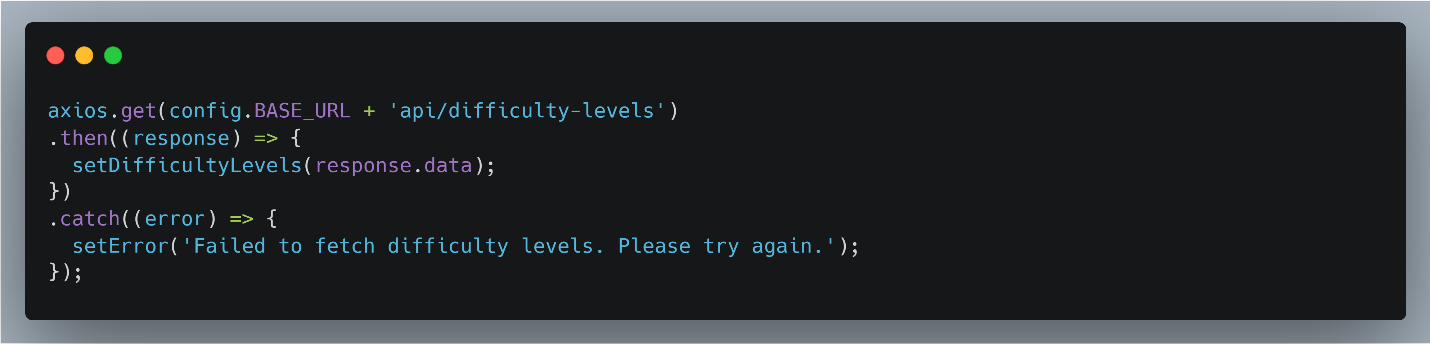 axios.get(config.BASE_URL + 'api/difficulty-levels')
.then((response) => {
  setDifficultyLevels(response.data);
})
.catch((error) => {
  setError('Failed to fetch difficulty levels. Please try again.');
});